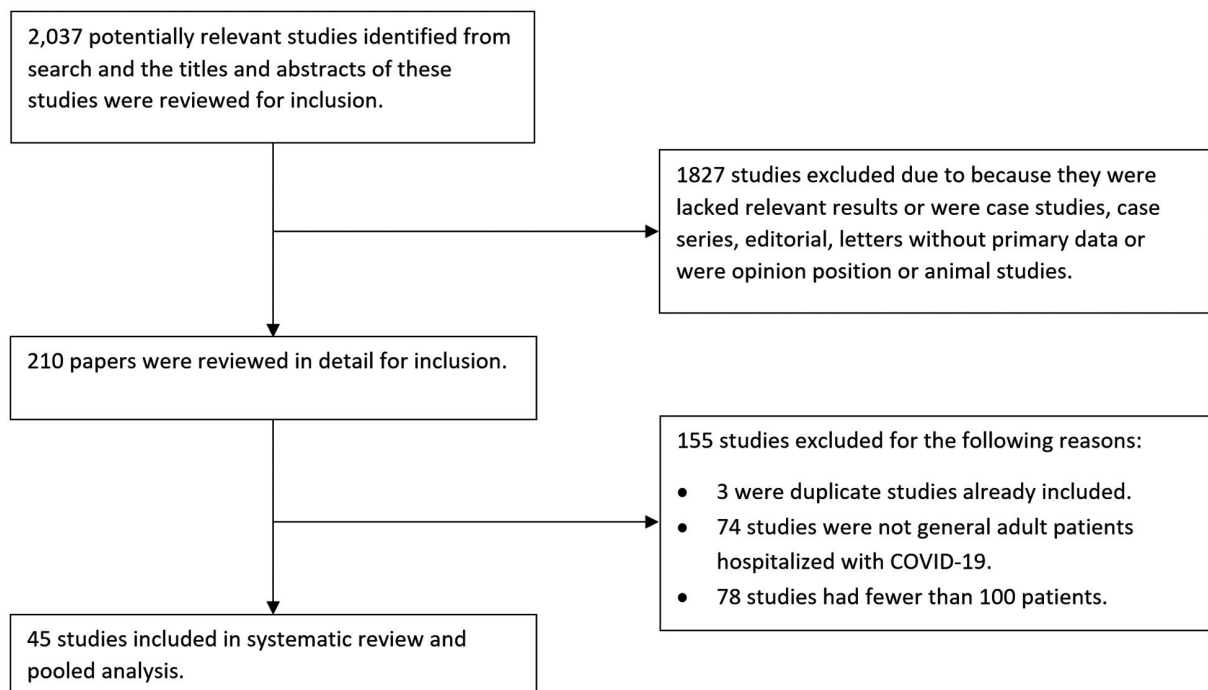 2,037 potentially relevant studies identified from
search and the titles and abstracts of these
studies were reviewed for inclusion.
1827 studies excluded due to because they were
lacked relevant results or were case studies, case
series, editorial, letters without primary data or
were opinion position or animal studies.
210 papers were reviewed in detail for inclusion.
155 studies excluded for the following reasons:
• 3 were duplicate studies already included.
• 74 studies were not general adult patients
hospitalized with COVID-19.
• 78 studies had fewer than 100 patients.
45 studies included in systematic review and
pooled analysis.